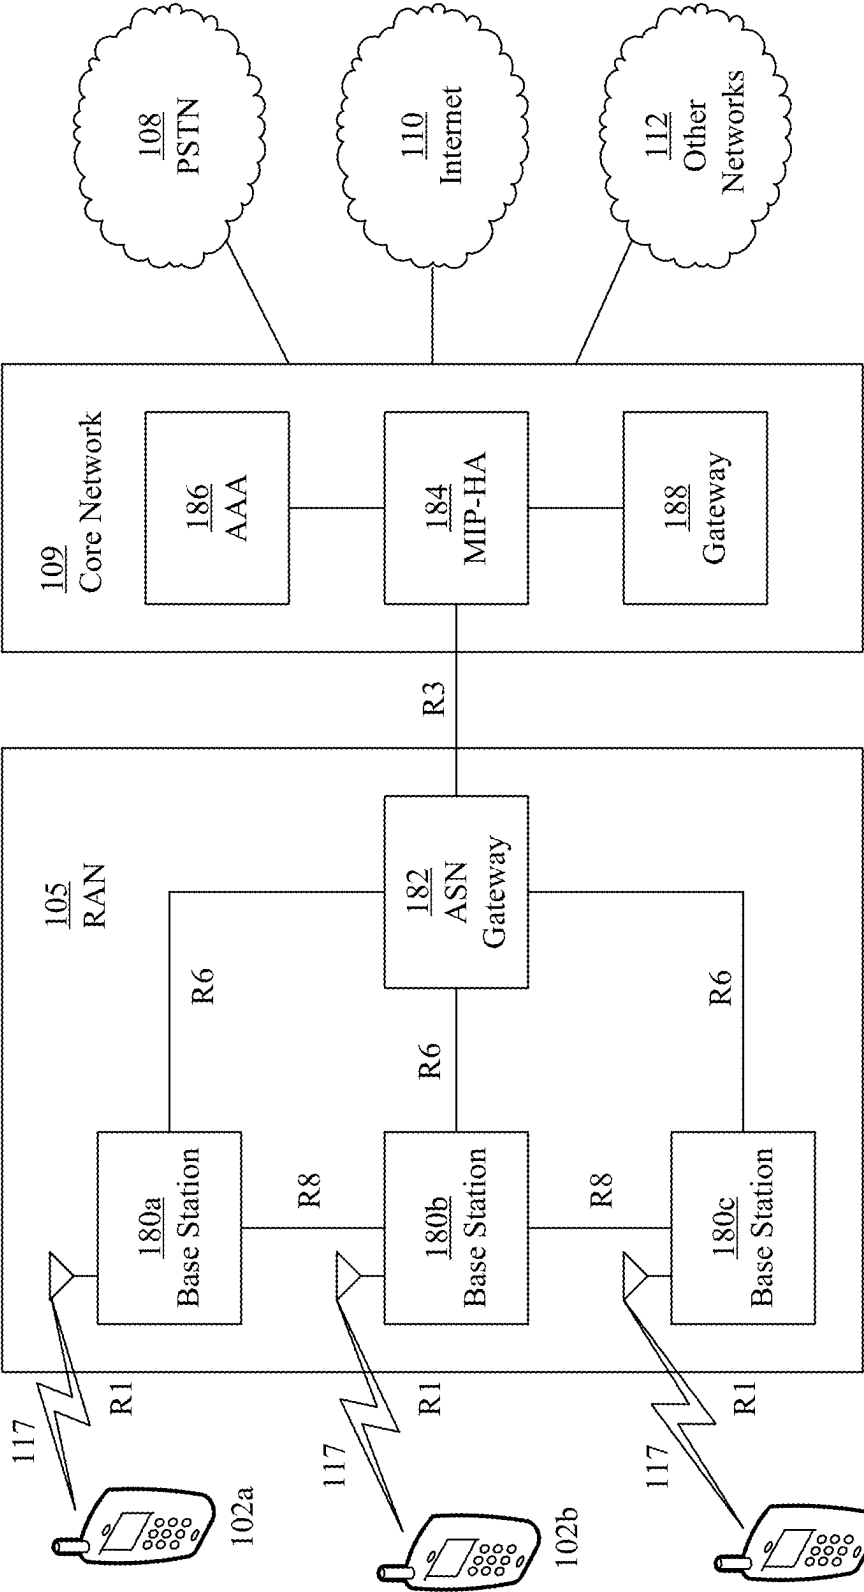 117
102a
R1
180a
Base Station
R8
117
102b
R1
180b
Base Station
R8
117
R1
180c
Base Station
105
RAN
R6
R6
R6
182
ASN
Gateway
R3
109
Core Network
186
AAA
184
MIP-HA
188
Gateway
108
PSTN
110
Internet
112
Other
Networks